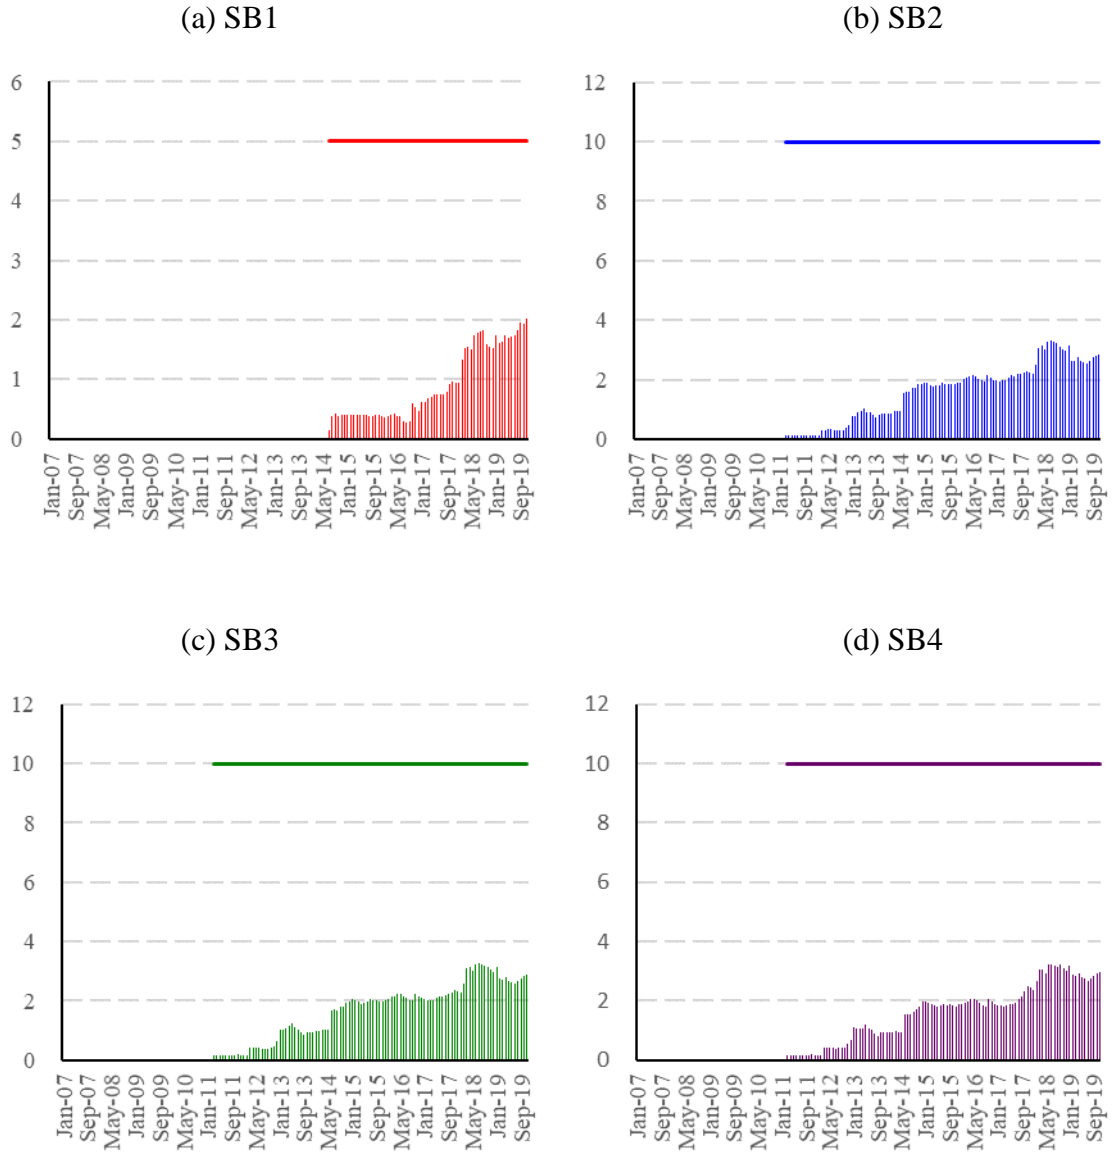 (a) SB1
6
5
4
3
2
1
0
Jan-07
Sep-07
May-08
Jan-09
Sep-09
May-10
Jan-11
Sep-11
May-12
Jan-13
Sep-13
May-14
Jan-15
Sep-15
May-16
Jan-17
Sep-17
May-18
Jan-19
Sep-19
(b) SB2
12
10
8
6
4
2
0
Jan-07
Sep-07
May-08
Jan-09
Sep-09
May-10
Jan-11
Sep-11
May-12
Jan-13
Sep-13
May-14
Jan-15
Sep-15
May-16
Jan-17
Sep-17
May-18
Jan-19
Sep-19
(c) SB3
12
10
8
6
4
2
0
Jan-07
Sep-07
May-08
Jan-09
Sep-09
May-10
Jan-11
Sep-11
May-12
Jan-13
Sep-13
May-14
Jan-15
Sep-15
May-16
Jan-17
Sep-17
May-18
Jan-19
Sep-19
(d) SB4
12
10
8
6
4
2
0
Jan-07
Sep-07
May-08
Jan-09
Sep-09
May-10
Jan-11
Sep-11
May-12
Jan-13
Sep-13
May-14
Jan-15
Sep-15
May-16
Jan-17
Sep-17
May-18
Jan-19
Sep-19